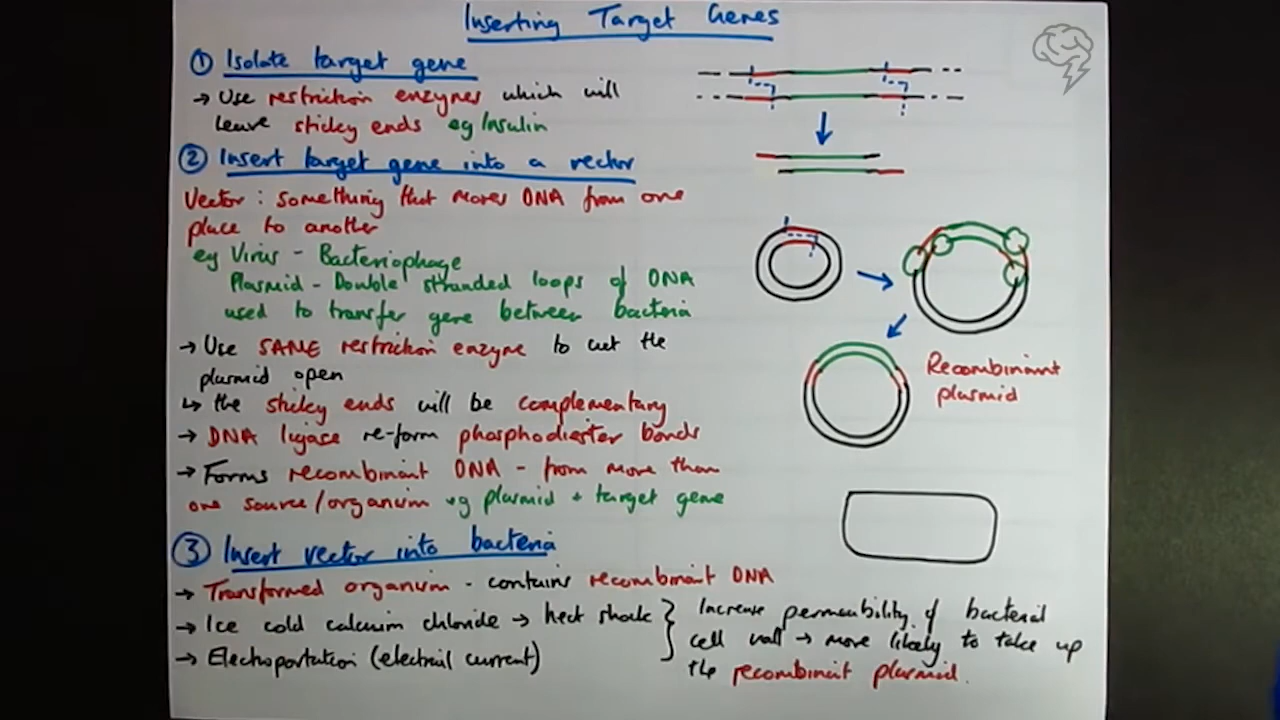 Inserting Target Genes
① Isolate target gene
→ Use restriction enzymes which will
leave sticky ends eg Insulin
② Insert target gene into a vector
Vector : Something that moves DNA from one
place to another
eg Virus - Bacteriophage
Plasmid - Double stranded loops of DNA
used to transfer gene between bacteria
→ Use SAME restriction enzyme to cut the
plasmid open
↳ the sticky ends will be complementary
→ DNA ligase re-form phosphodiester bonds
→ Forms recombinant DNA - from more than
one source/organism eg plasmid + target gene
Recombinant
plasmid
③ Insert vector into bacteria
→ Transformed organism - contains recombinant DNA
→ Ice cold calcium chloride → heat shock
→ Electroportation (electrical current)
} Increase permeability of bacterial
cell wall → more likely to take up
the recombinant plasmid.